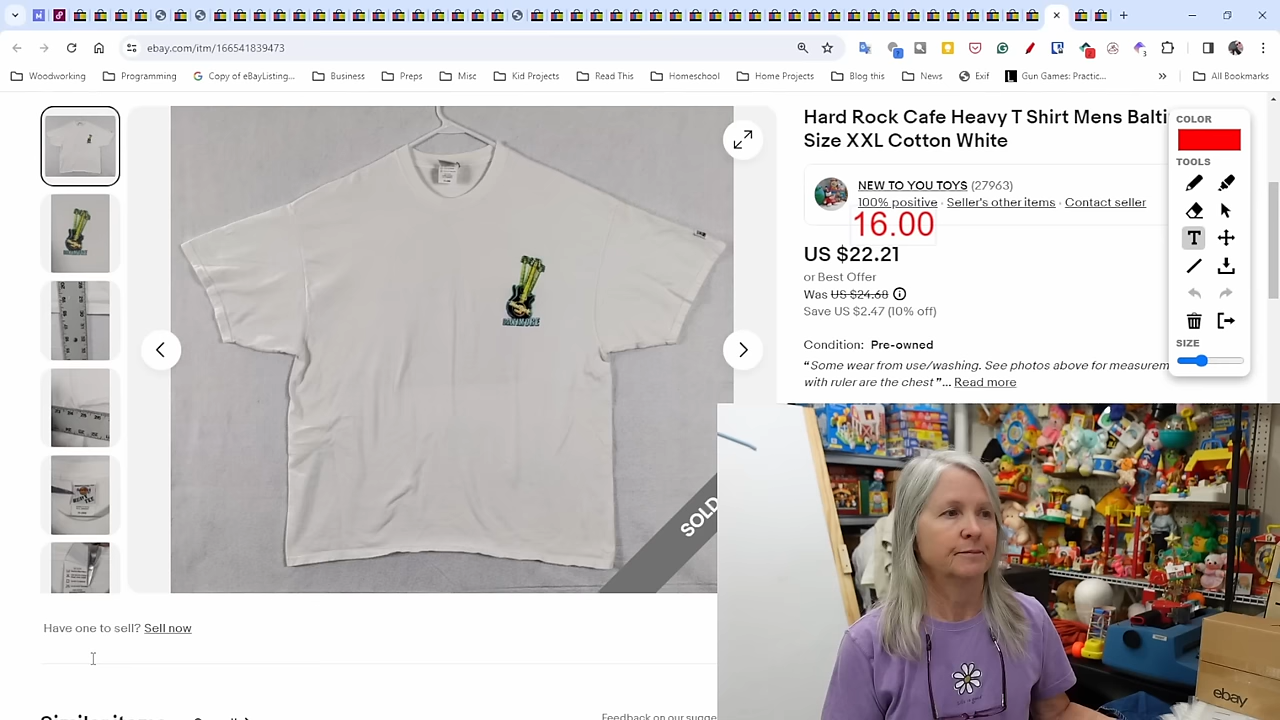 ebay.com/itm/166541839473
Woodworking
Programming
Copy of eBayListing...
Business
Preps
Misc
Kid Projects
Read This
Homeschool
Home Projects
Blog this
News
Exif
Gun Games: Practic...
All Bookmarks
Hard Rock Cafe Heavy T Shirt Mens Balti
Size XXL Cotton White
NEW TO YOU TOYS (27963)
100% positive · Seller's other items · Contact seller
16.00
US $22.21
or Best Offer
Was US $24.68
Save US $2.47 (10% off)
Condition: Pre-owned
“Some wear from use/washing. See photos above for measurem
with ruler are the chest ”... Read more
COLOR
TOOLS
T
SIZE
SOLD
Have one to sell? Sell now
Feedback on our sugge
ebay